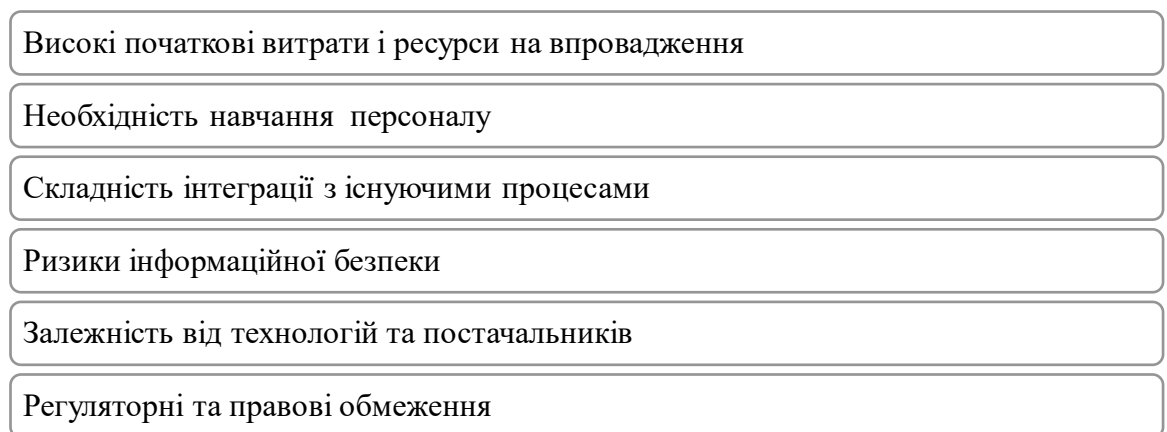 Високі початкові витрати і ресурси на впровадження
Необхідність навчання персоналу
Складність інтеграції з існуючими процесами
Ризики інформаційної безпеки
Залежність від технологій та постачальників
Регуляторні та правові обмеження